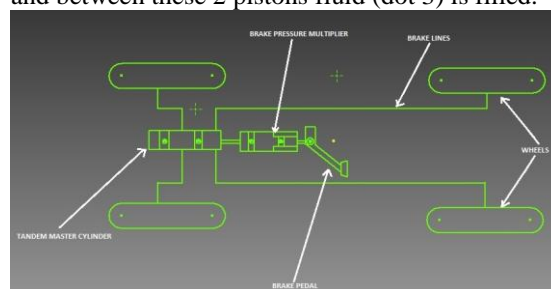 and between these 2 pistons fluid (dot 3) is filled.
BRAKE PRESSURE MULTIPLIER
BRAKE LINES
WHEELS
TANDEM MASTER CYLINDER
BRAKE PEDAL